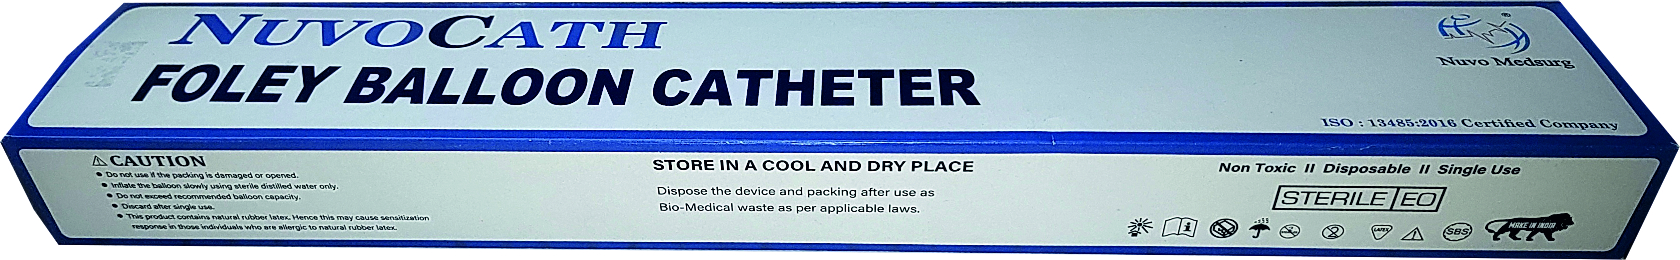 NUVOCATH
FOLEY BALLOON CATHETER
®
Nuvo Medsurg
ISO : 13485:2016 Certified Company
⚠ CAUTION
• Do not use if the packing is damaged or opened.
• Inflate the balloon slowly using sterile distilled water only.
• Do not exceed recommended balloon capacity.
• Discard after single use.
• This product contains natural rubber latex. Hence this may cause sensitization
response in those individuals who are allergic to natural rubber latex.
STORE IN A COOL AND DRY PLACE
Dispose the device and packing after use as
Bio-Medical waste as per applicable laws.
Non Toxic II Disposable II Single Use
STERILE EO
LATEX
SBS
MAKE IN INDIA